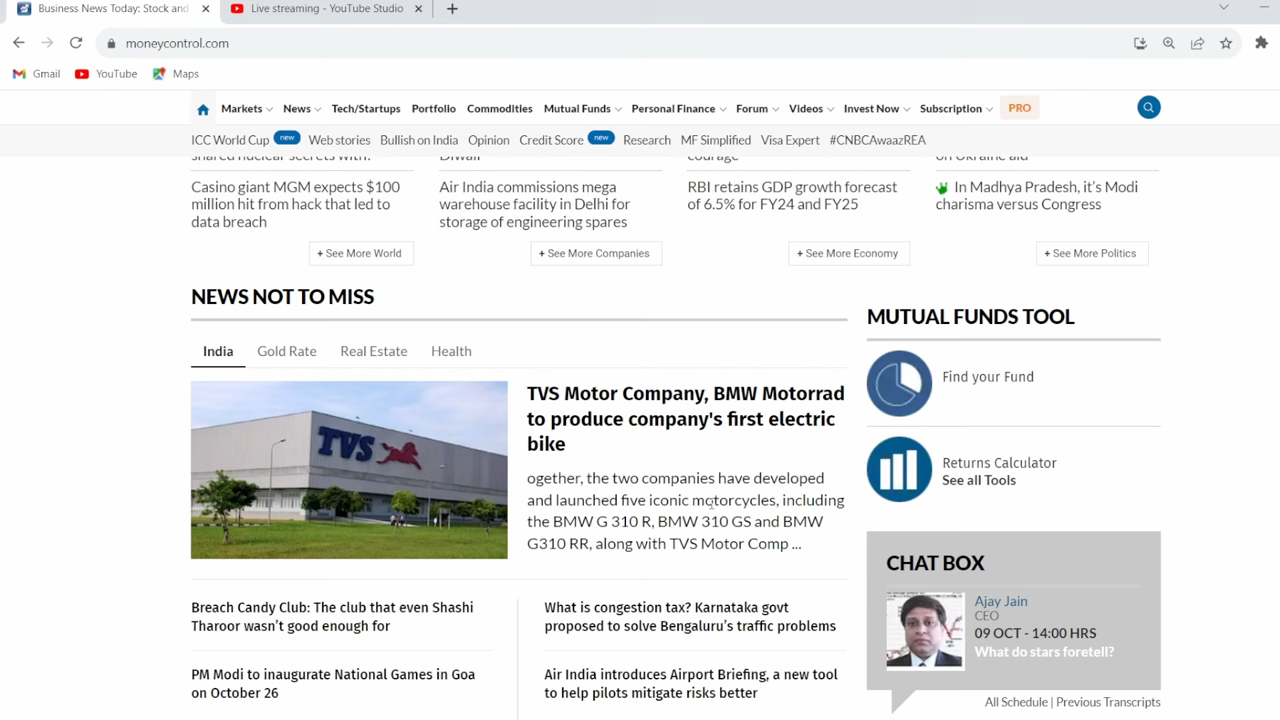 Business News Today: Stock and
Live streaming - YouTube Studio
moneycontrol.com
Gmail
YouTube
Maps
Markets
News
Tech/Startups
Portfolio
Commodities
Mutual Funds
Personal Finance
Forum
Videos
Invest Now
Subscription
PRO
ICC World Cup
new
Web stories
Bullish on India
Opinion
Credit Score
new
Research
MF Simplified
Visa Expert
#CNBCAwaazREA
shared nuclear secrets with:
Diwali
courage
on Ukraine aid
Casino giant MGM expects $100
million hit from hack that led to
data breach
Air India commissions mega
warehouse facility in Delhi for
storage of engineering spares
RBI retains GDP growth forecast
of 6.5% for FY24 and FY25
In Madhya Pradesh, it’s Modi
charisma versus Congress
+ See More World
+ See More Companies
+ See More Economy
+ See More Politics
NEWS NOT TO MISS
India
Gold Rate
Real Estate
Health
TVS
TVS Motor Company, BMW Motorrad
to produce company's first electric
bike
ogether, the two companies have developed
and launched five iconic motorcycles, including
the BMW G 310 R, BMW 310 GS and BMW
G310 RR, along with TVS Motor Comp ...
Breach Candy Club: The club that even Shashi
Tharoor wasn’t good enough for
What is congestion tax? Karnataka govt
proposed to solve Bengaluru’s traffic problems
PM Modi to inaugurate National Games in Goa
on October 26
Air India introduces Airport Briefing, a new tool
to help pilots mitigate risks better
MUTUAL FUNDS TOOL
Find your Fund
Returns Calculator
See all Tools
CHAT BOX
Ajay Jain
CEO
09 OCT - 14:00 HRS
What do stars foretell?
All Schedule | Previous Transcripts